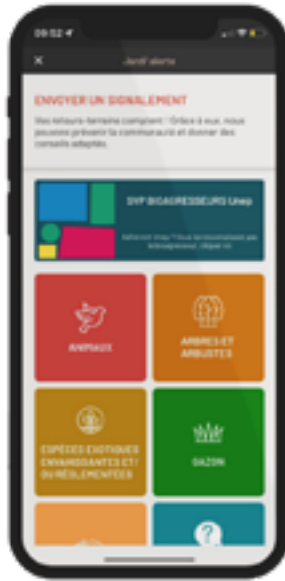 09:52
Jardi'alerte
ENVOYER UN SIGNALEMENT
Vos retours-terrains comptent ! Grâce à eux, nous
pouvons prévenir la communauté et donner des
conseils adaptés.
SVP BIOAGRESSEURS Unep
ANIMAUX
ARBRES ET
ARBUSTES
ESPÈCES EXOTIQUES
ENVAHISSANTES ET/
OU RÉGLEMENTÉES
GAZON
?